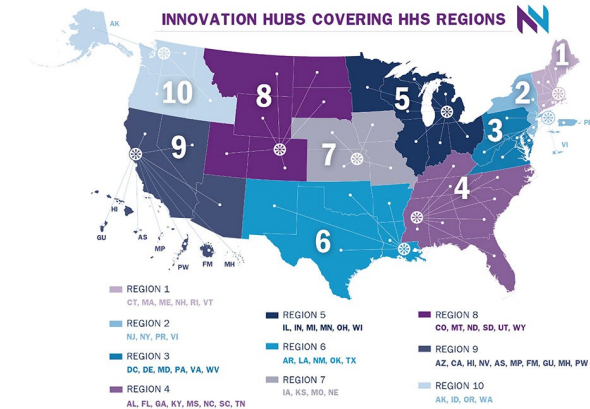 INNOVATION HUBS COVERING HHS REGIONS
AK
1
2
10
8
5
3
9
7
4
6
PR
VI
HI
GU
AS
MP
PW
FM
MH
REGION 1
CT, MA, ME, NH, RI, VT
REGION 2
NJ, NY, PR, VI
REGION 3
DC, DE, MD, PA, VA, WV
REGION 4
AL, FL, GA, KY, MS, NC, SC, TN
REGION 5
IL, IN, MI, MN, OH, WI
REGION 6
AR, LA, NM, OK, TX
REGION 7
IA, KS, MO, NE
REGION 8
CO, MT, ND, SD, UT, WY
REGION 9
AZ, CA, HI, NV, AS, MP, FM, GU, MH, PW
REGION 10
AK, ID, OR, WA